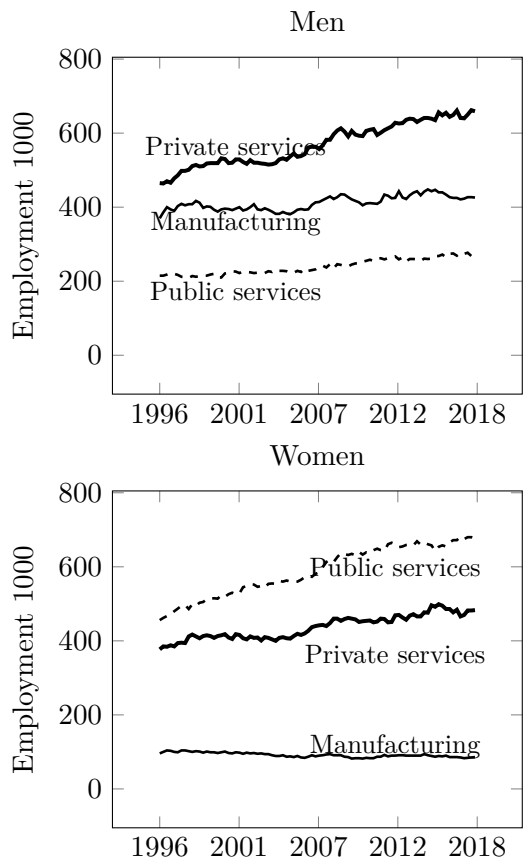 Men
Employment 1000
800
600
400
200
0
Private services
Manufacturing
Public services
1996 2001 2007 2012 2018
Women
Employment 1000
800
600
400
200
0
Public services
Private services
Manufacturing
1996 2001 2007 2012 2018